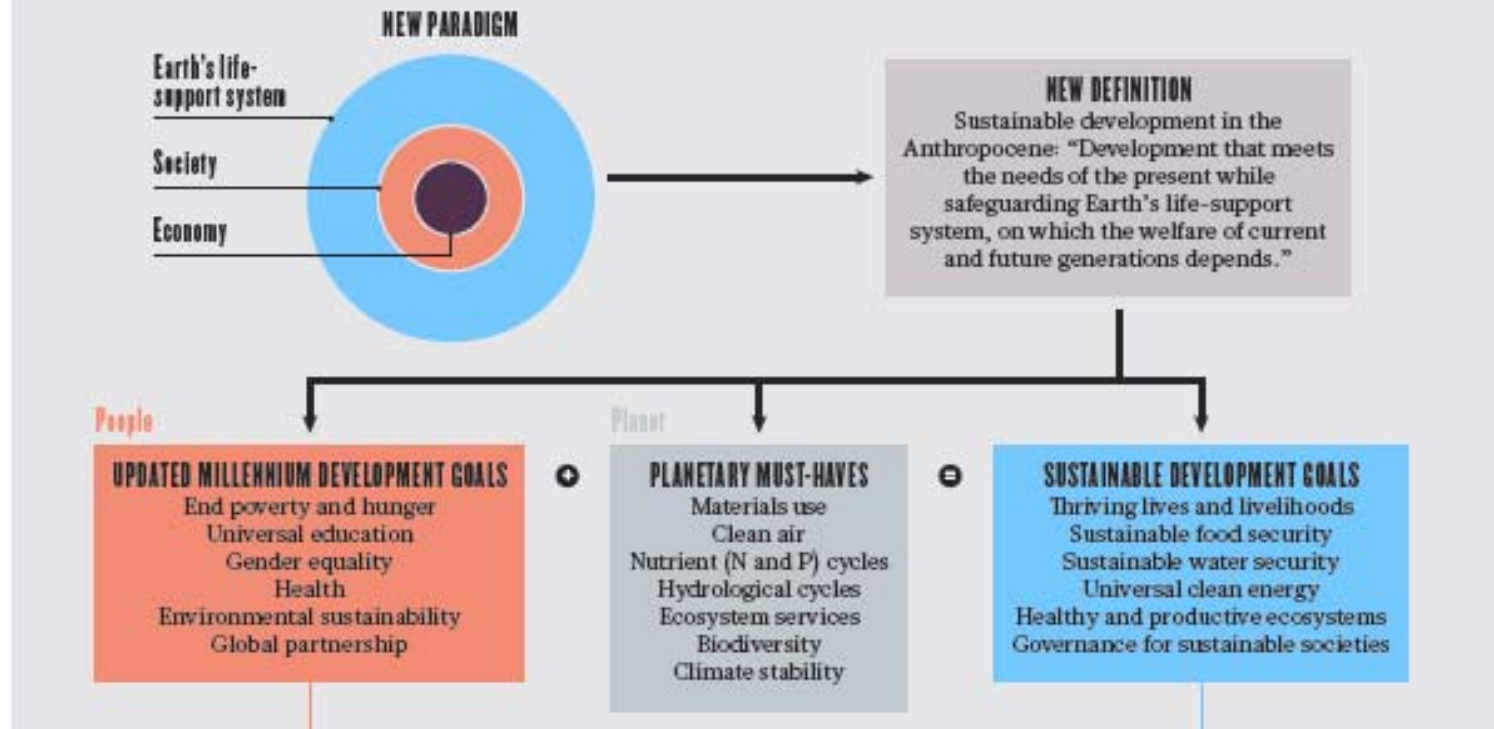 NEW PARADIGM
Earth's life-
support system
Society
Economy
NEW DEFINITION
Sustainable development in the
Anthropocene: “Development that meets
the needs of the present while
safeguarding Earth's life-support
system, on which the welfare of current
and future generations depends.”
People
UPDATED MILLENNIUM DEVELOPMENT GOALS
End poverty and hunger
Universal education
Gender equality
Health
Environmental sustainability
Global partnership
+
Planet
PLANETARY MUST-HAVES
Materials use
Clean air
Nutrient (N and P) cycles
Hydrological cycles
Ecosystem services
Biodiversity
Climate stability
=
SUSTAINABLE DEVELOPMENT GOALS
Thriving lives and livelihoods
Sustainable food security
Sustainable water security
Universal clean energy
Healthy and productive ecosystems
Governance for sustainable societies